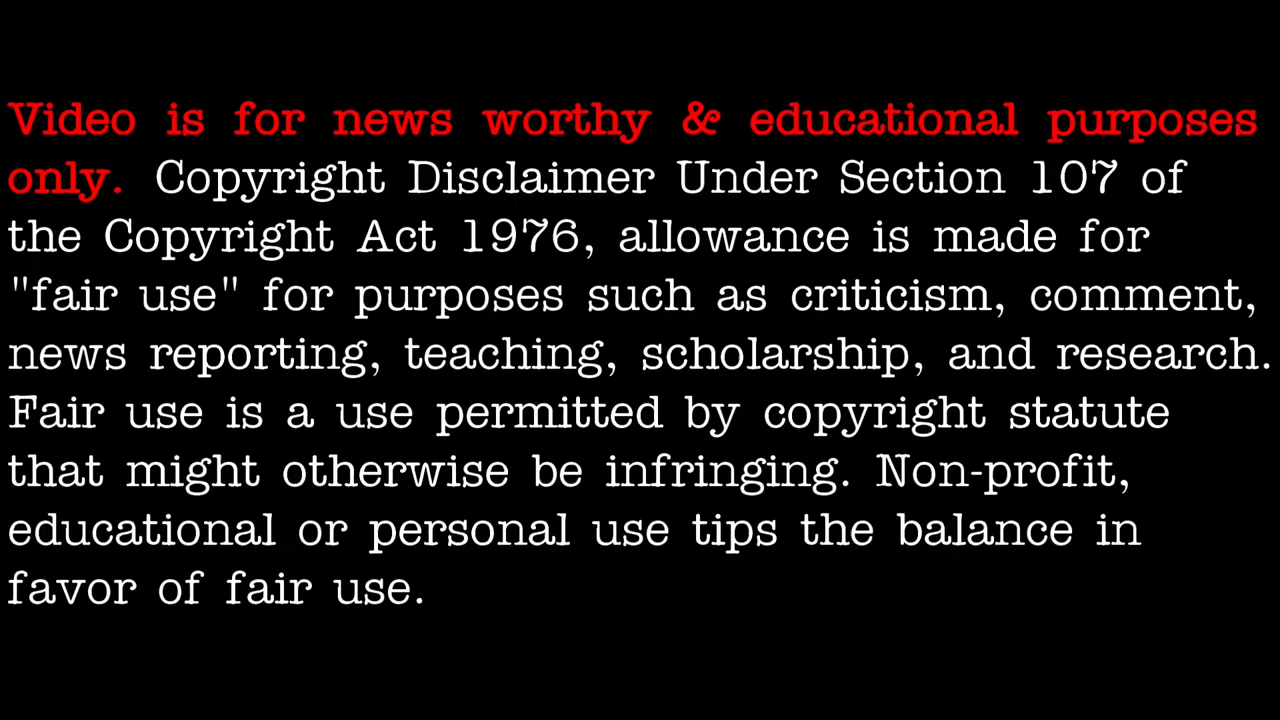 Video is for news worthy & educational purposes
only. Copyright Disclaimer Under Section 107 of
the Copyright Act 1976, allowance is made for
"fair use" for purposes such as criticism, comment,
news reporting, teaching, scholarship, and research.
Fair use is a use permitted by copyright statute
that might otherwise be infringing. Non-profit,
educational or personal use tips the balance in
favor of fair use.